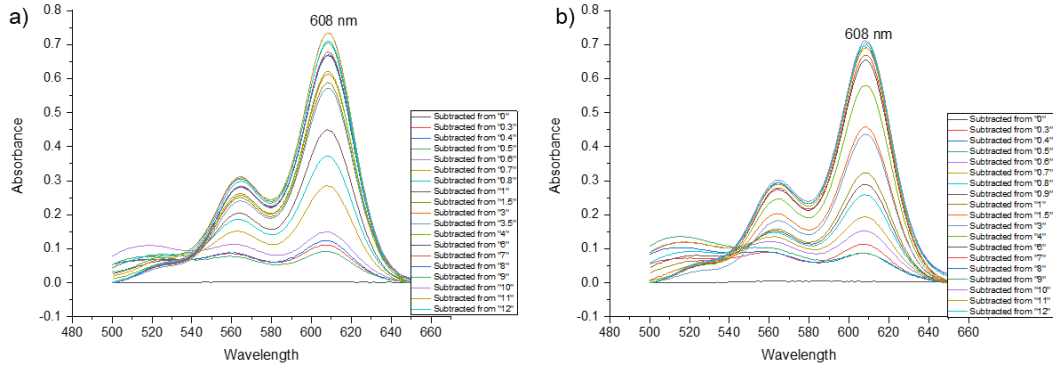 a)
608 nm
0.8
0.7
0.6
0.5
0.4
0.3
0.2
0.1
0.0
-0.1
Absorbance
480 500 520 540 560 580 600 620 640 660
Wavelength
Subtracted from "0"
Subtracted from "0.3"
Subtracted from "0.4"
Subtracted from "0.5"
Subtracted from "0.6"
Subtracted from "0.7"
Subtracted from "0.8"
Subtracted from "1"
Subtracted from "1.5"
Subtracted from "3"
Subtracted from "3.5"
Subtracted from "4"
Subtracted from "6"
Subtracted from "7"
Subtracted from "8"
Subtracted from "9"
Subtracted from "10"
Subtracted from "11"
Subtracted from "12"
b)
608 nm
0.8
0.7
0.6
0.5
0.4
0.3
0.2
0.1
0.0
-0.1
Absorbance
480 500 520 540 560 580 600 620 640 660
Wavelength
Subtracted from "0"
Subtracted from "0.3"
Subtracted from "0.4"
Subtracted from "0.5"
Subtracted from "0.6"
Subtracted from "0.7"
Subtracted from "0.8"
Subtracted from "0.9"
Subtracted from "1"
Subtracted from "1.5"
Subtracted from "3"
Subtracted from "4"
Subtracted from "6"
Subtracted from "7"
Subtracted from "8"
Subtracted from "9"
Subtracted from "10"
Subtracted from "11"
Subtracted from "12"